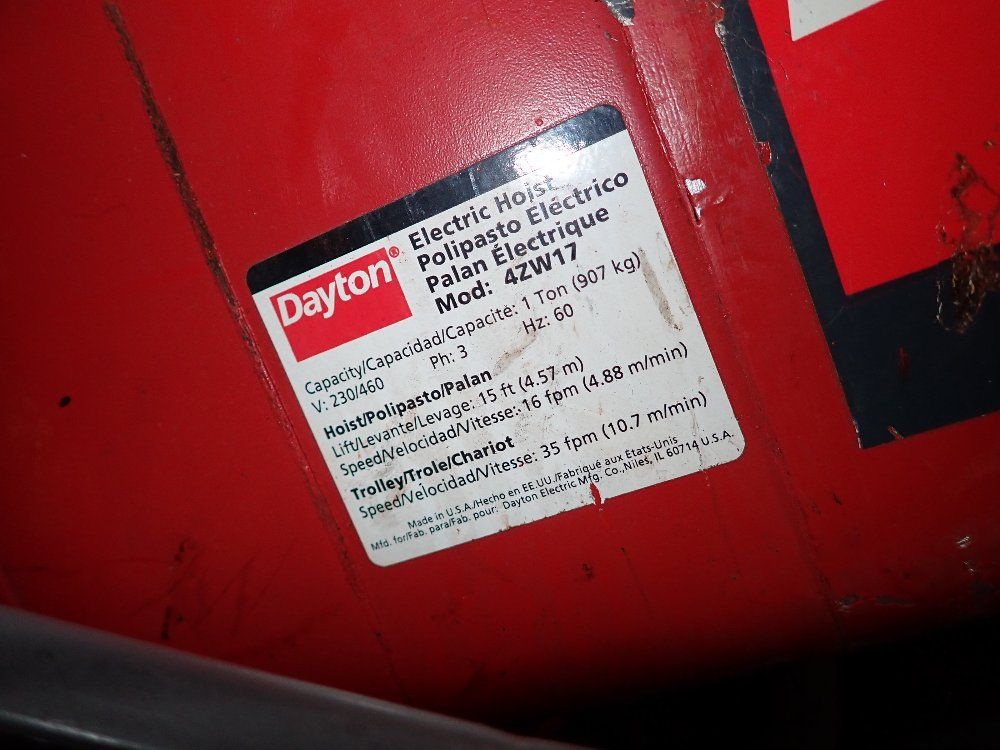 Dayton®
Electric Hoist
Polipasto Eléctrico
Palan Électrique
Mod: 4ZW17
Capacity/Capacidad/Capacité: 1 Ton (907 kg)
V: 230/460 Ph: 3 Hz: 60
Hoist/Polipasto/Palan
Lift/Levante/Levage: 15 ft (4.57 m)
Speed/Velocidad/Vitesse: 16 fpm (4.88 m/min)
Trolley/Trole/Chariot
Speed/Velocidad/Vitesse: 35 fpm (10.7 m/min)
Made in U.S.A./Hecho en EE.UU./Fabriqué aux États-Unis
Mfd. for/Fab. para/Fab. pour: Dayton Electric Mfg. Co., Niles, IL 60714 U.S.A.